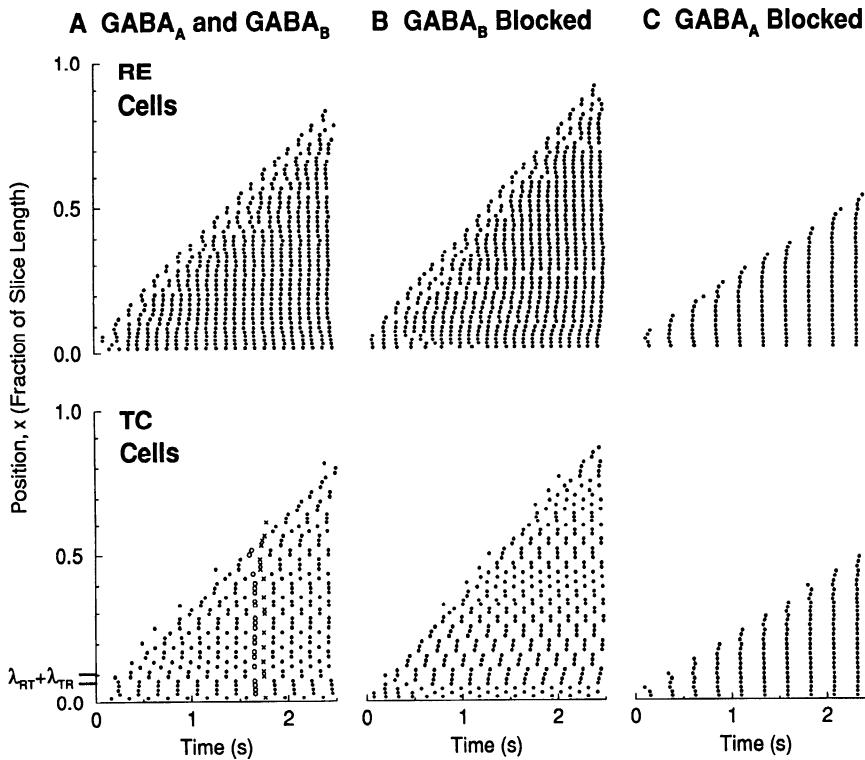 A GABA_A and GABA_B
B GABA_B Blocked
C GABA_A Blocked
RE
Cells
1.0
0.5
0.0
Position, x (Fraction of Slice Length)
TC
Cells
1.0
0.5
λ_RT+λ_TR
0.0
0 1 2
0 1 2
0 1 2
Time (s)
Time (s)
Time (s)